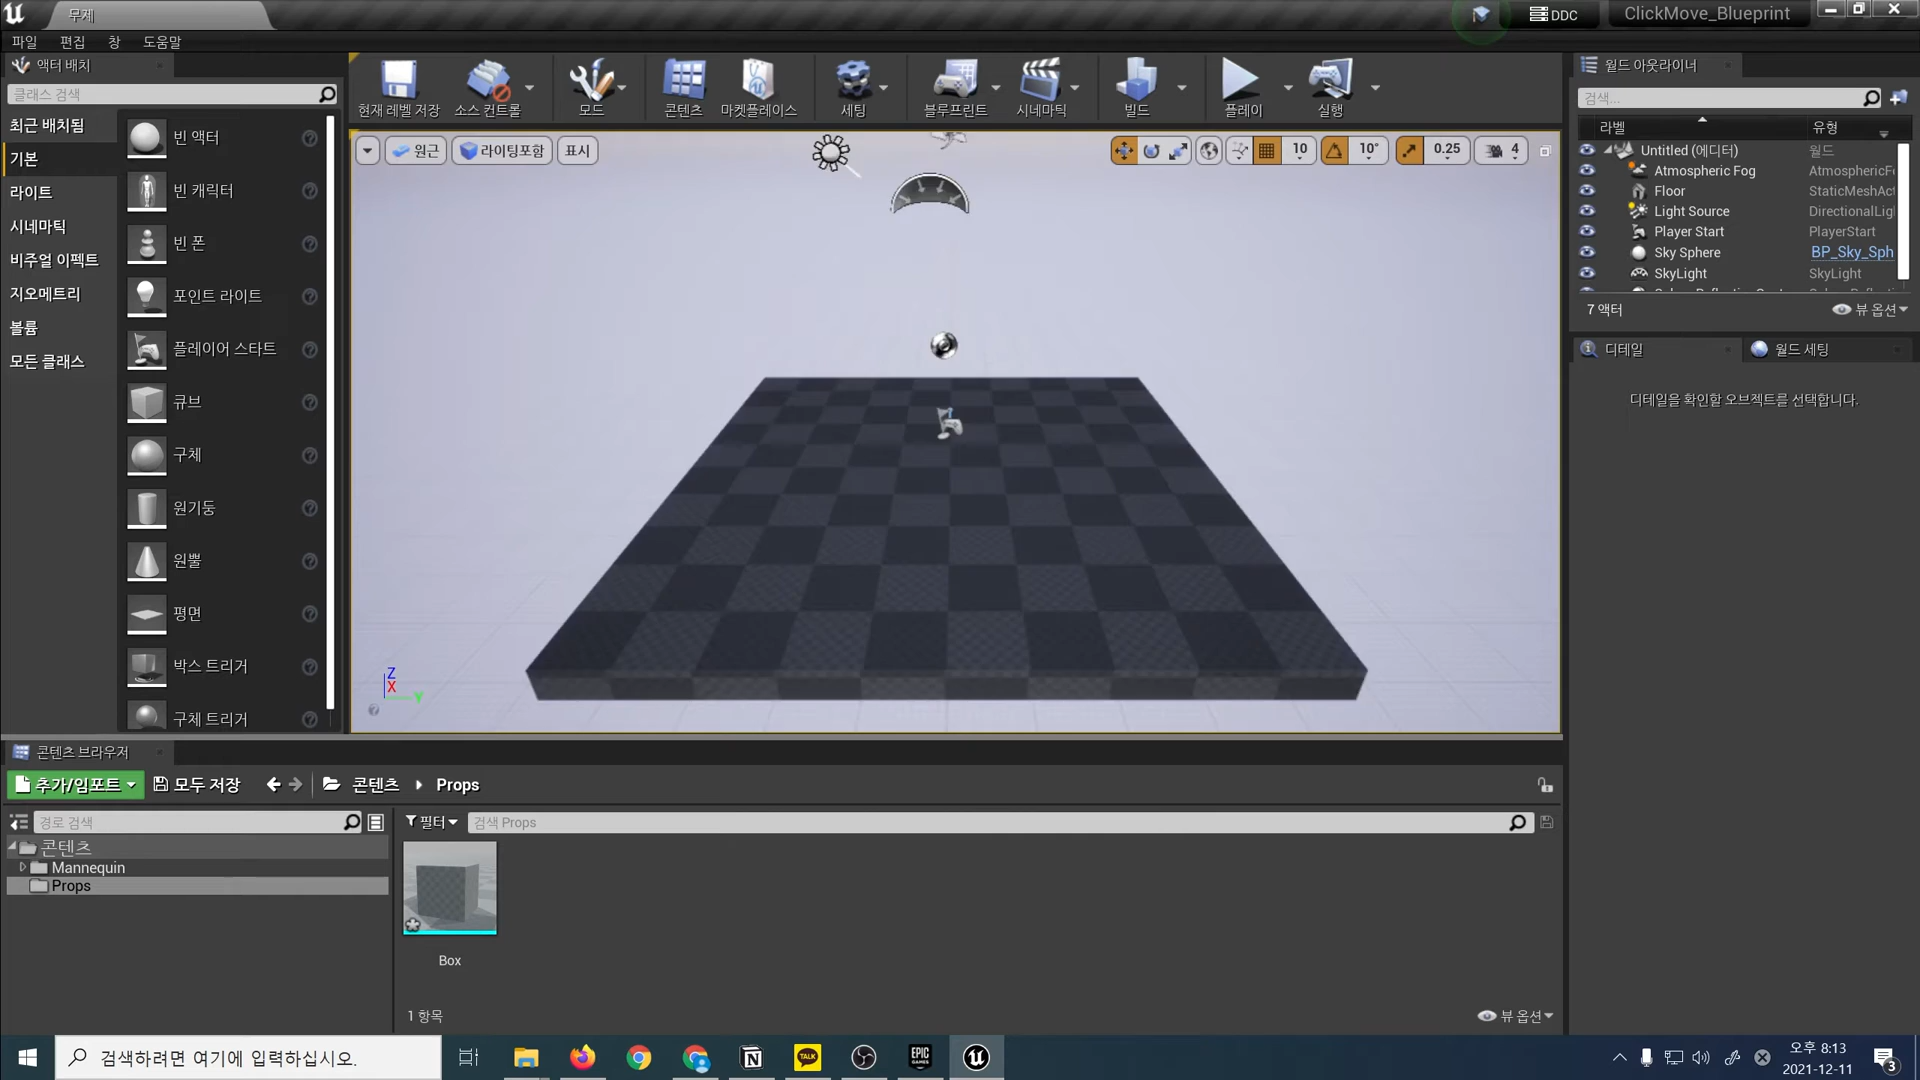 무제
DDC
ClickMove_Blueprint
파일 편집 창 도움말
액터 배치
클래스 검색
최근 배치됨
기본
라이트
시네마틱
비주얼 이펙트
지오메트리
볼륨
모든 클래스
빈 액터
빈 캐릭터
빈 폰
포인트 라이트
플레이어 스타트
큐브
구체
원기둥
원뿔
평면
박스 트리거
구체 트리거
현재 레벨 저장 소스 컨트롤 모드 콘텐츠 마켓플레이스 세팅 블루프린트 시네마틱 빌드 플레이 실행
원근 라이팅포함 표시
10 10° 0.25 4
Z
X
Y
월드 아웃라이너
검색...
라벨 유형
Untitled (에디터) 월드
Atmospheric Fog AtmosphericF
Floor StaticMeshAct
Light Source DirectionalLig
Player Start PlayerStart
Sky Sphere BP_Sky_Sph
SkyLight SkyLight
7 액터
뷰 옵션
디테일
월드 세팅
디테일을 확인할 오브젝트를 선택합니다.
콘텐츠 브라우저
추가/임포트 모두 저장 콘텐츠 Props
경로 검색
필터
검색 Props
콘텐츠
Mannequin
Props
Box
1 항목
뷰 옵션
검색하려면 여기에 입력하십시오.
TALK
EPIC
GAMES
오후 8:13
2021-12-11
3